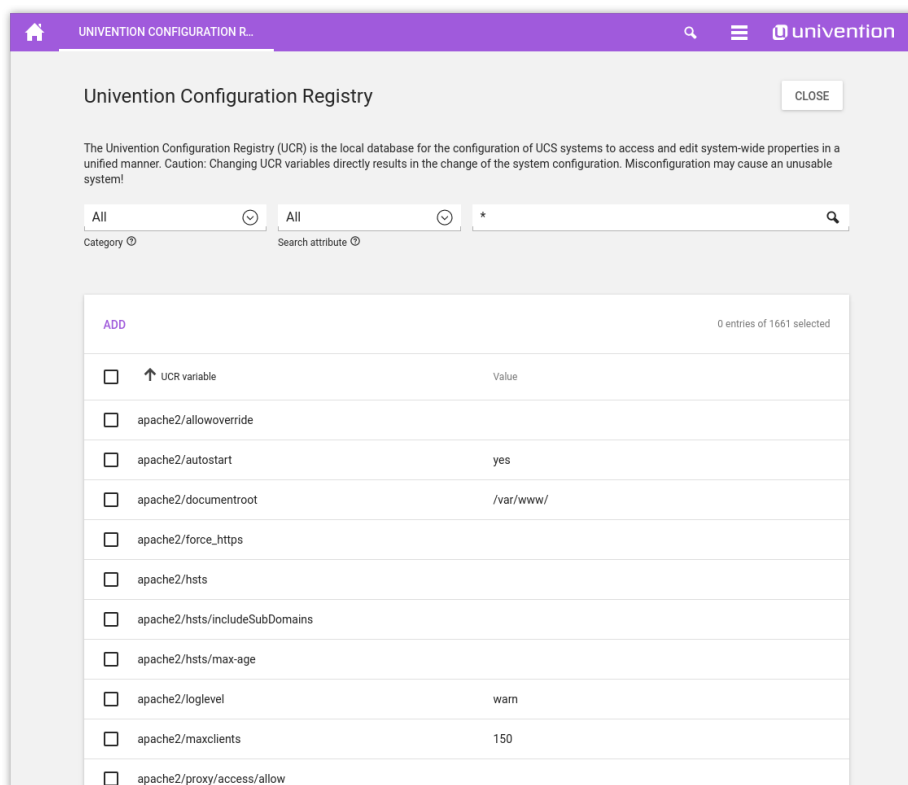 UNIVENTION CONFIGURATION R...
univention
Univention Configuration Registry
CLOSE
The Univention Configuration Registry (UCR) is the local database for the configuration of UCS systems to access and edit system-wide properties in a
unified manner. Caution: Changing UCR variables directly results in the change of the system configuration. Misconfiguration may cause an unusable
system!
All
All
*
Category
Search attribute
ADD
0 entries of 1661 selected
UCR variable
Value
apache2/allowoverride
apache2/autostart yes
apache2/documentroot /var/www/
apache2/force_https
apache2/hsts
apache2/hsts/includeSubDomains
apache2/hsts/max-age
apache2/loglevel warn
apache2/maxclients 150
apache2/proxy/access/allow